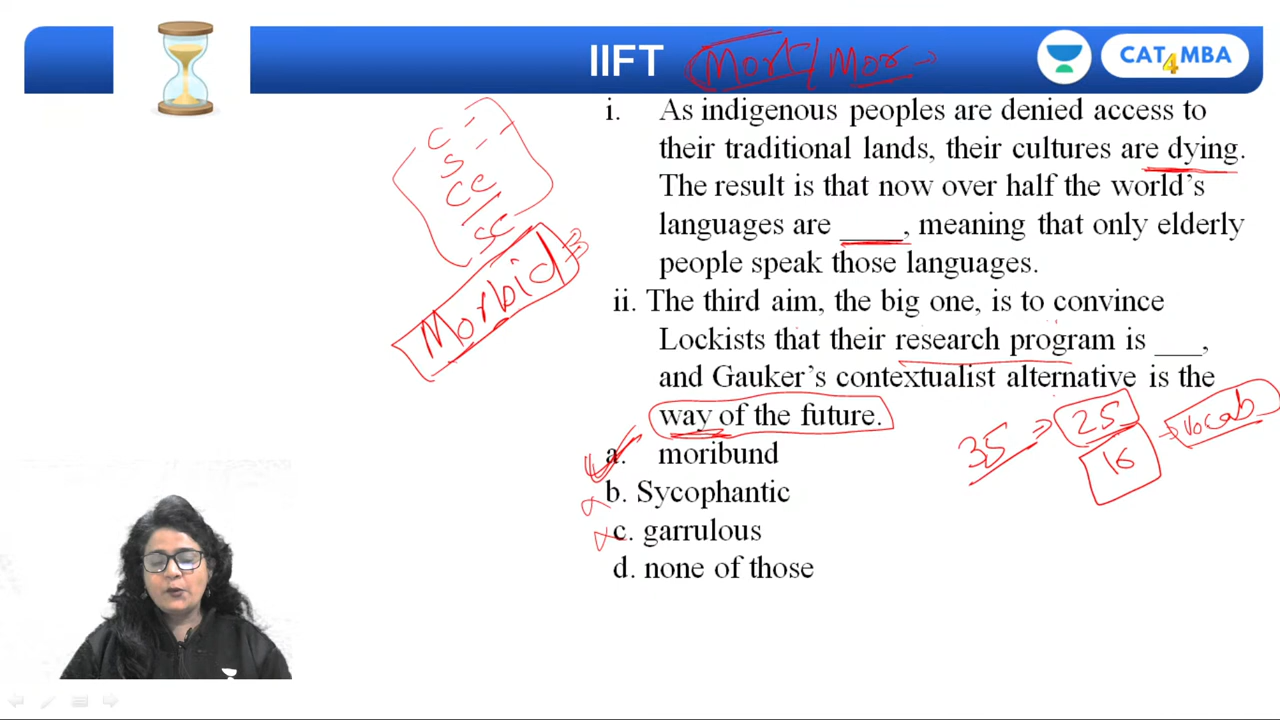 IIFT Mort/Mor
CAT4MBA
i. As indigenous peoples are denied access to
their traditional lands, their cultures are dying.
The result is that now over half the world's
languages are ____, meaning that only elderly
people speak those languages.
ii. The third aim, the big one, is to convince
Lockists that their research program is ___,
and Gauker's contextualist alternative is the
way of the future.
a. moribund
b. Sycophantic
c. garrulous
d. none of those
C
S
Ce
Se
Morbid
35
25
16
vocab